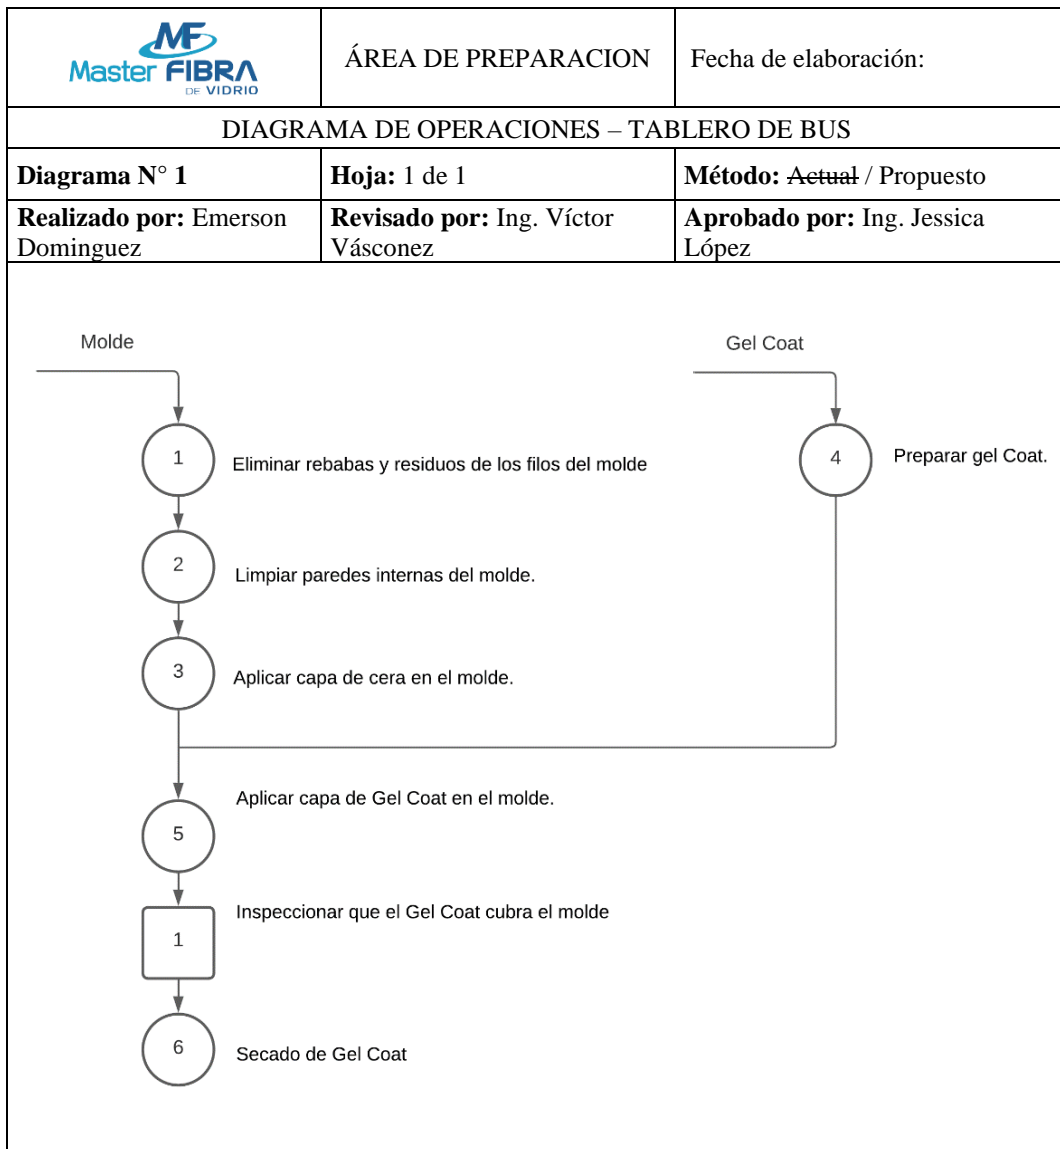 MF
Master FIBRA
DE VIDRIO
ÁREA DE PREPARACION
Fecha de elaboración:
DIAGRAMA DE OPERACIONES – TABLERO DE BUS
Diagrama N° 1
Hoja: 1 de 1
Método: Actual / Propuesto
Realizado por: Emerson
Dominguez
Revisado por: Ing. Víctor
Vásconez
Aprobado por: Ing. Jessica
López
Molde
Gel Coat
1
Eliminar rebabas y residuos de los filos del molde
4
Preparar gel Coat.
2
Limpiar paredes internas del molde.
3
Aplicar capa de cera en el molde.
Aplicar capa de Gel Coat en el molde.
5
Inspeccionar que el Gel Coat cubra el molde
1
6
Secado de Gel Coat